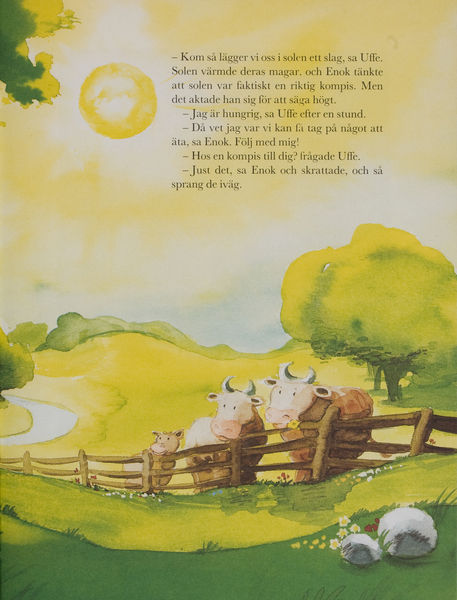 – Kom så lägger vi oss i solen ett slag, sa Uffe.
Solen värmde deras magar. och Enok tänkte
att solen var faktiskt en riktig kompis. Men
det aktade han sig för att säga högt.
– Jag är hungrig, sa Uffe efter en stund.
– Då vet jag var vi kan få tag på något att
äta, sa Enok. Följ med mig!
– Hos en kompis till dig? frågade Uffe.
– Just det, sa Enok och skrattade, och så
sprang de iväg.